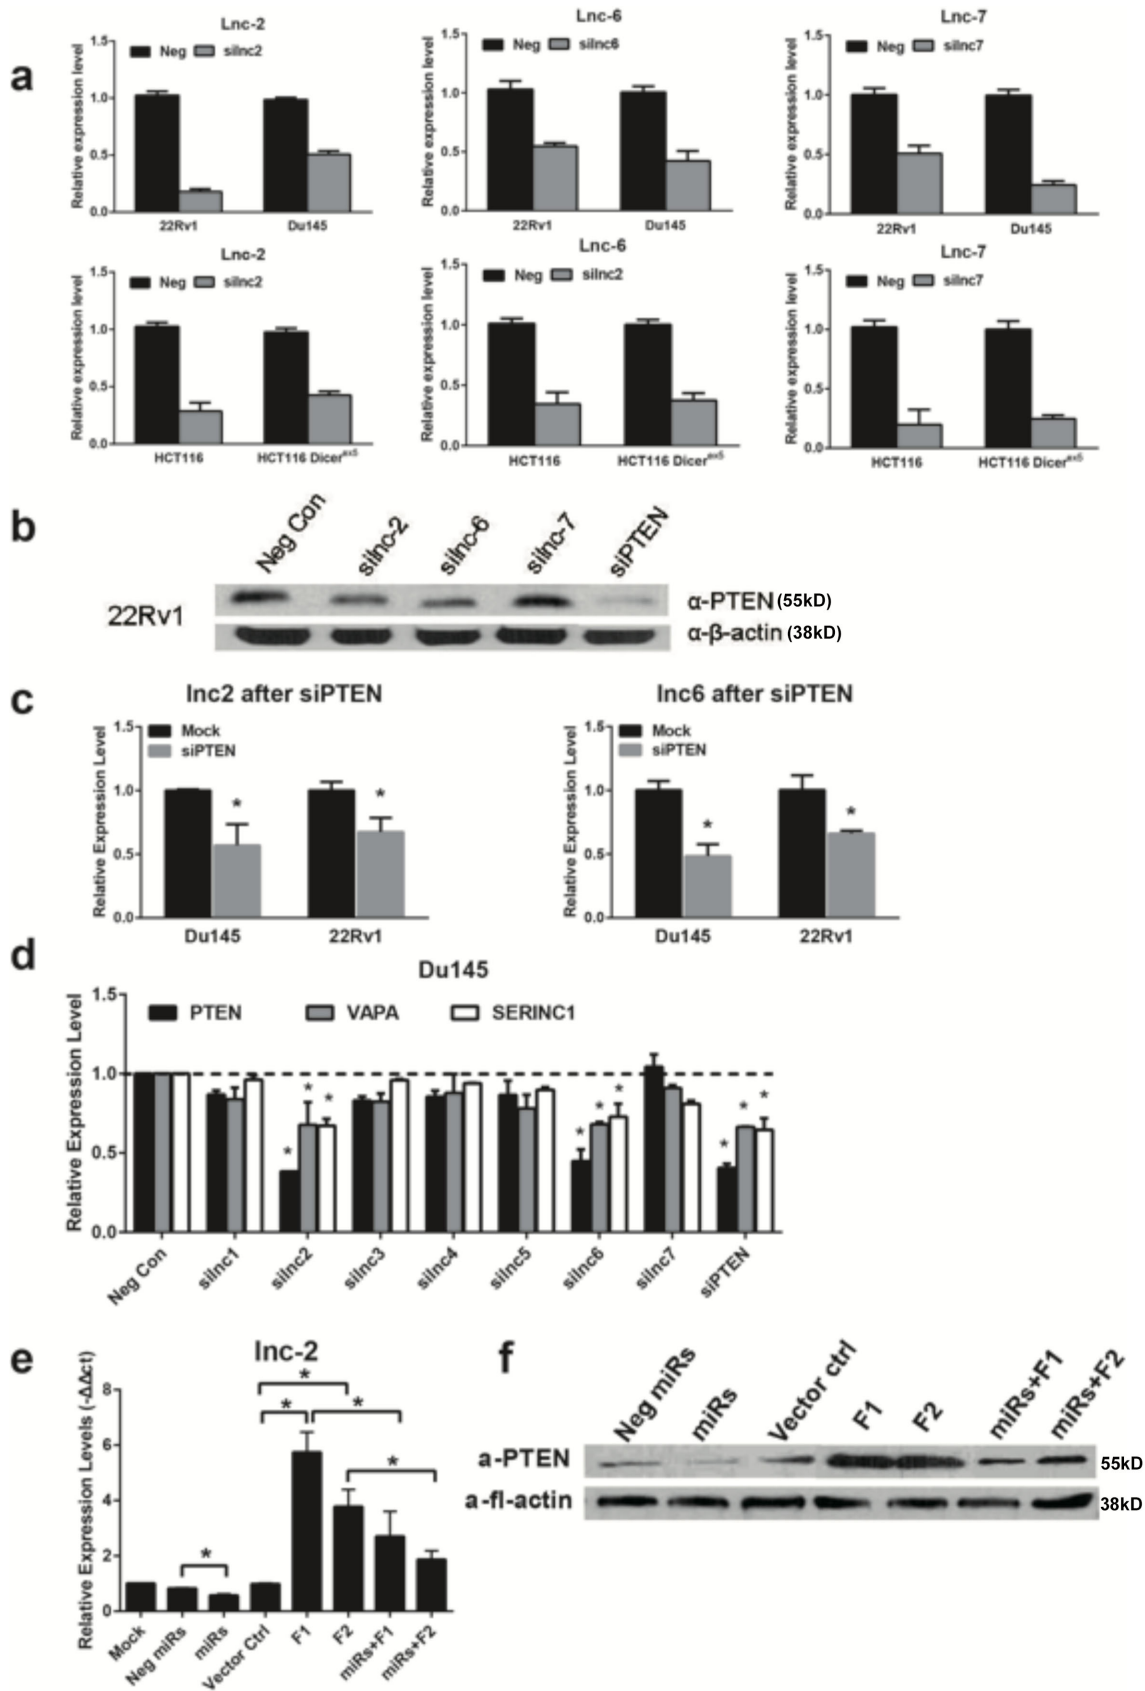 a
Lnc-2
Relative expression level
1.5
1.0
0.5
0.0
Neg silnc2
22Rv1 Du145
Lnc-6
Relative expression level
1.5
1.0
0.5
0.0
Neg silnc6
22Rv1 Du145
Lnc-7
Relative expression level
1.5
1.0
0.5
0.0
Neg silnc7
22Rv1 Du145
Lnc-2
Relative expression level
1.5
1.0
0.5
0.0
Neg silnc2
HCT116 HCT116 Dicer^ex5
Lnc-6
Relative expression level
1.5
1.0
0.5
0.0
Neg silnc2
HCT116 HCT116 Dicer^ex5
Lnc-7
Relative expression level
1.5
1.0
0.5
0.0
Neg silnc7
HCT116 HCT116 Dicer^ex5
b
Neg Con silnc-2 silnc-6 silnc-7 siPTEN
22Rv1
α-PTEN (55kD)
α-β-actin (38kD)
c
lnc2 after siPTEN
Relative Expression Level
1.5
1.0
0.5
0.0
Mock
siPTEN
* *
Du145 22Rv1
lnc6 after siPTEN
Relative Expression Level
1.5
1.0
0.5
0.0
Mock
siPTEN
* *
Du145 22Rv1
d
Du145
Relative Expression Level
1.5
1.0
0.5
0.0
PTEN VAPA SERINC1
* * * * * * * * *
Neg Con silnc1 silnc2 silnc3 silnc4 silnc5 silnc6 silnc7 siPTEN
e
lnc-2
Relative Expression Levels (-ΔΔct)
8
6
4
2
0
* * * * *
Mock Neg miRs miRs Vector Ctrl F1 F2 miRs+F1 miRs+F2
f
Neg miRs miRs Vector ctrl F1 F2 miRs+F1 miRs+F2
a-PTEN 55kD
a-fl-actin 38kD